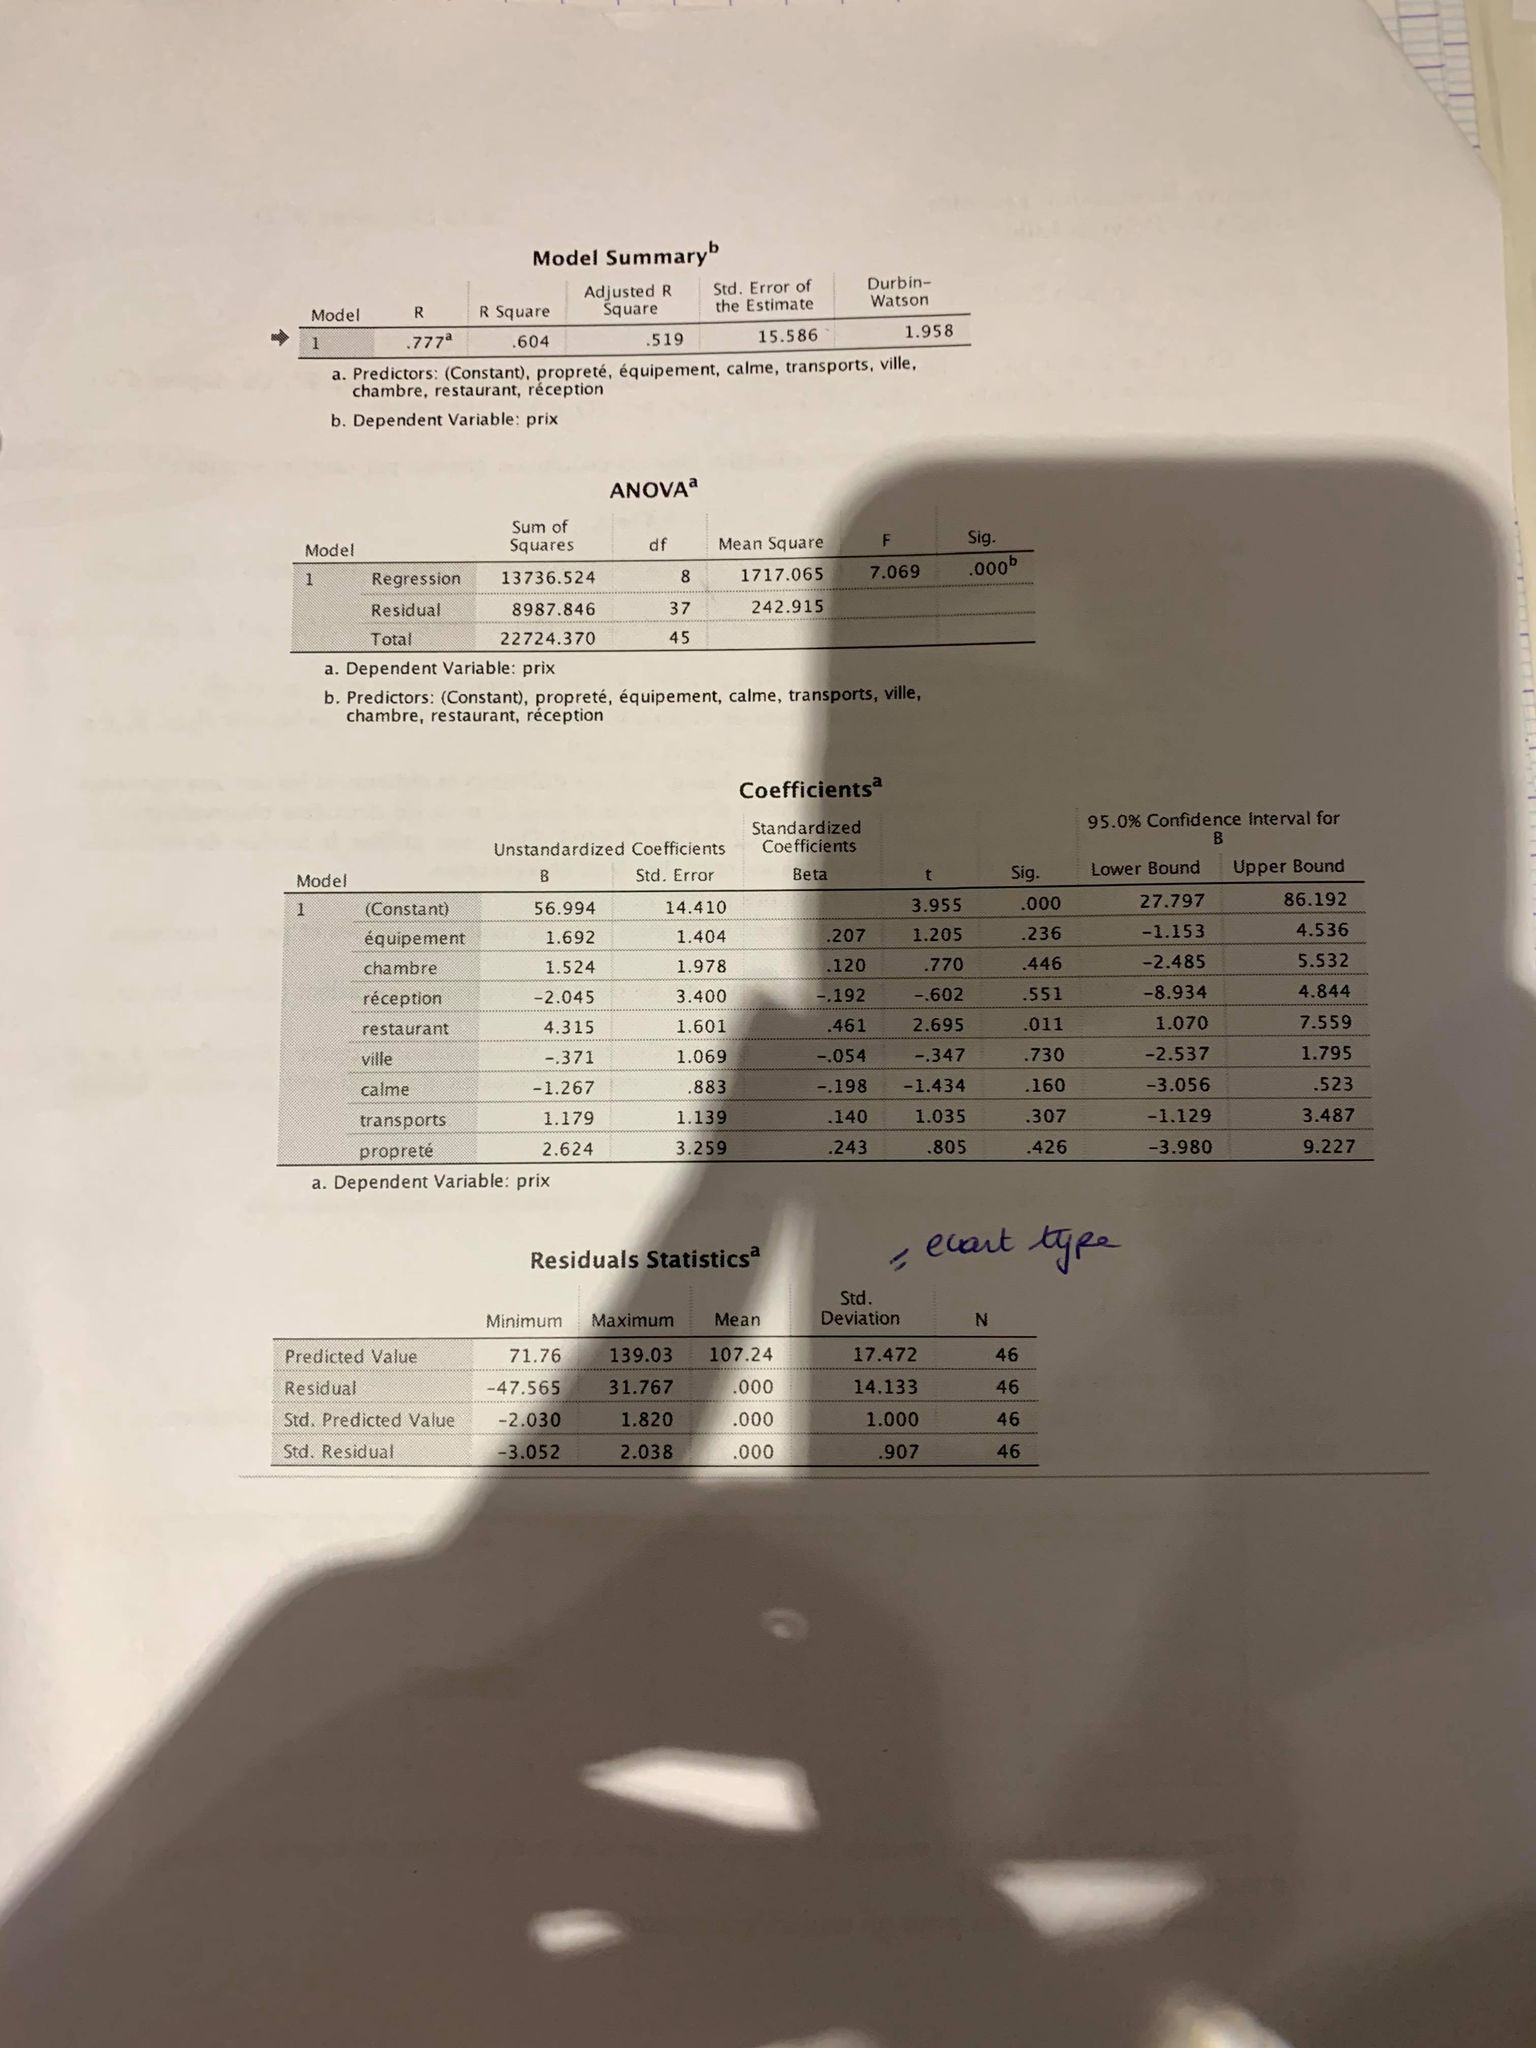 Model Summaryb
Model R R Square Adjusted R Square Std. Error of the Estimate Durbin-Watson
1 .777a .604 .519 15.586 1.958
a. Predictors: (Constant), propreté, équipement, calme, transports, ville,
chambre, restaurant, réception
b. Dependent Variable: prix
ANOVAa
Model Sum of Squares df Mean Square F Sig.
1 Regression 13736.524 8 1717.065 7.069 .000b
Residual 8987.846 37 242.915
Total 22724.370 45
a. Dependent Variable: prix
b. Predictors: (Constant), propreté, équipement, calme, transports, ville,
chambre, restaurant, réception
Coefficientsa
Unstandardized Coefficients Standardized Coefficients 95.0% Confidence Interval for B
Model B Std. Error Beta t Sig. Lower Bound Upper Bound
1 (Constant) 56.994 14.410 3.955 .000 27.797 86.192
équipement 1.692 1.404 .207 1.205 .236 -1.153 4.536
chambre 1.524 1.978 .120 .770 .446 -2.485 5.532
réception -2.045 3.400 -.192 -.602 .551 -8.934 4.844
restaurant 4.315 1.601 .461 2.695 .011 1.070 7.559
ville -.371 1.069 -.054 -.347 .730 -2.537 1.795
calme -1.267 .883 -.198 -1.434 .160 -3.056 .523
transports 1.179 1.139 .140 1.035 .307 -1.129 3.487
propreté 2.624 3.259 .243 .805 .426 -3.980 9.227
a. Dependent Variable: prix
= ecart type
Residuals Statisticsa
Minimum Maximum Mean Std. Deviation N
Predicted Value 71.76 139.03 107.24 17.472 46
Residual -47.565 31.767 .000 14.133 46
Std. Predicted Value -2.030 1.820 .000 1.000 46
Std. Residual -3.052 2.038 .000 .907 46